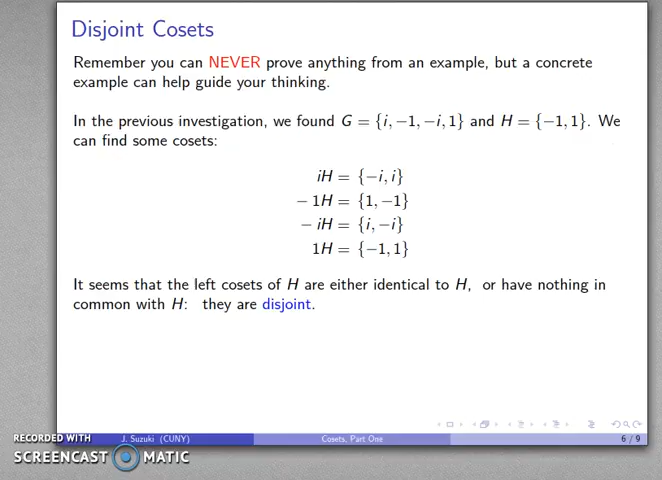 Disjoint Cosets
Remember you can NEVER prove anything from an example, but a concrete
example can help guide your thinking.
In the previous investigation, we found G = {i, −1, −i, 1} and H = {−1, 1}. We
can find some cosets:
iH = {−i, i}
− 1H = {1, −1}
− iH = {i, −i}
1H = {−1, 1}
It seems that the left cosets of H are either identical to H, or have nothing in
common with H: they are disjoint.
J. Suzuki (CUNY) Cosets, Part One 6 / 9
RECORDED WITH
SCREENCAST MATIC